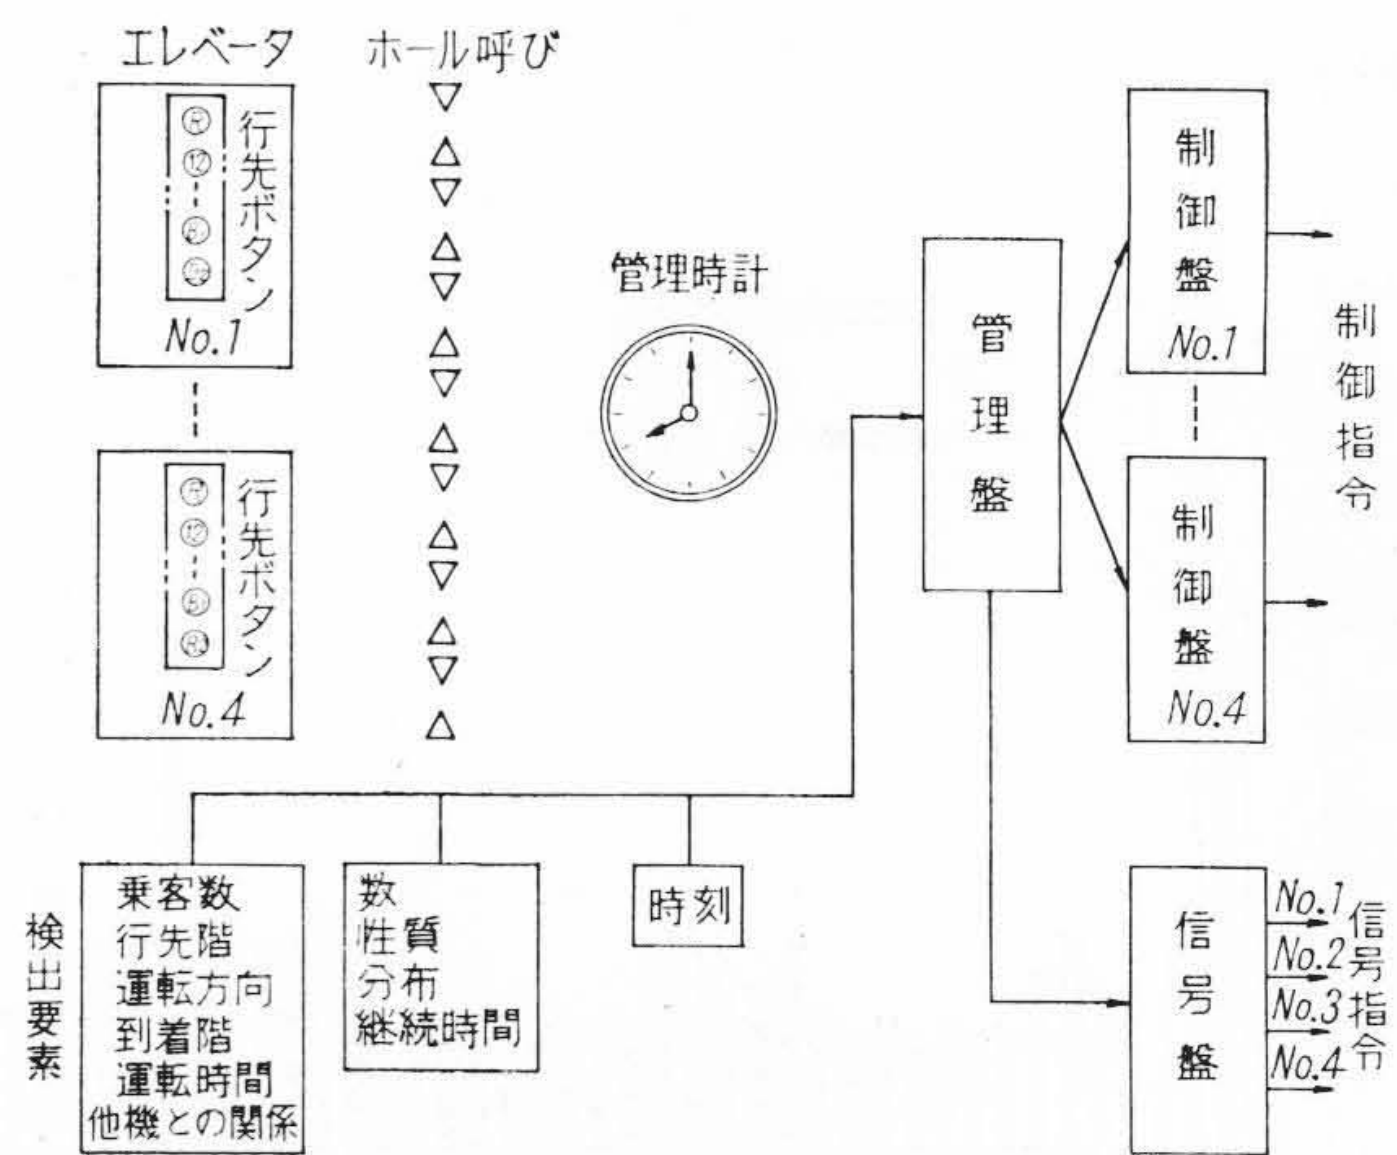 エレベータ
ホール呼び
R
12
行先ボタン
No.1
R
12
B1
行先ボタン
No.4
管理時計
管理盤
制御盤
No.1
制御盤
No.4
制御指令
検出要素
乗客数
行先階
運転方向
到着階
運転時間
他機との関係
数
性質
分布
継続時間
時刻
信号盤
No.1
No.2
No.3
No.4
信号指令